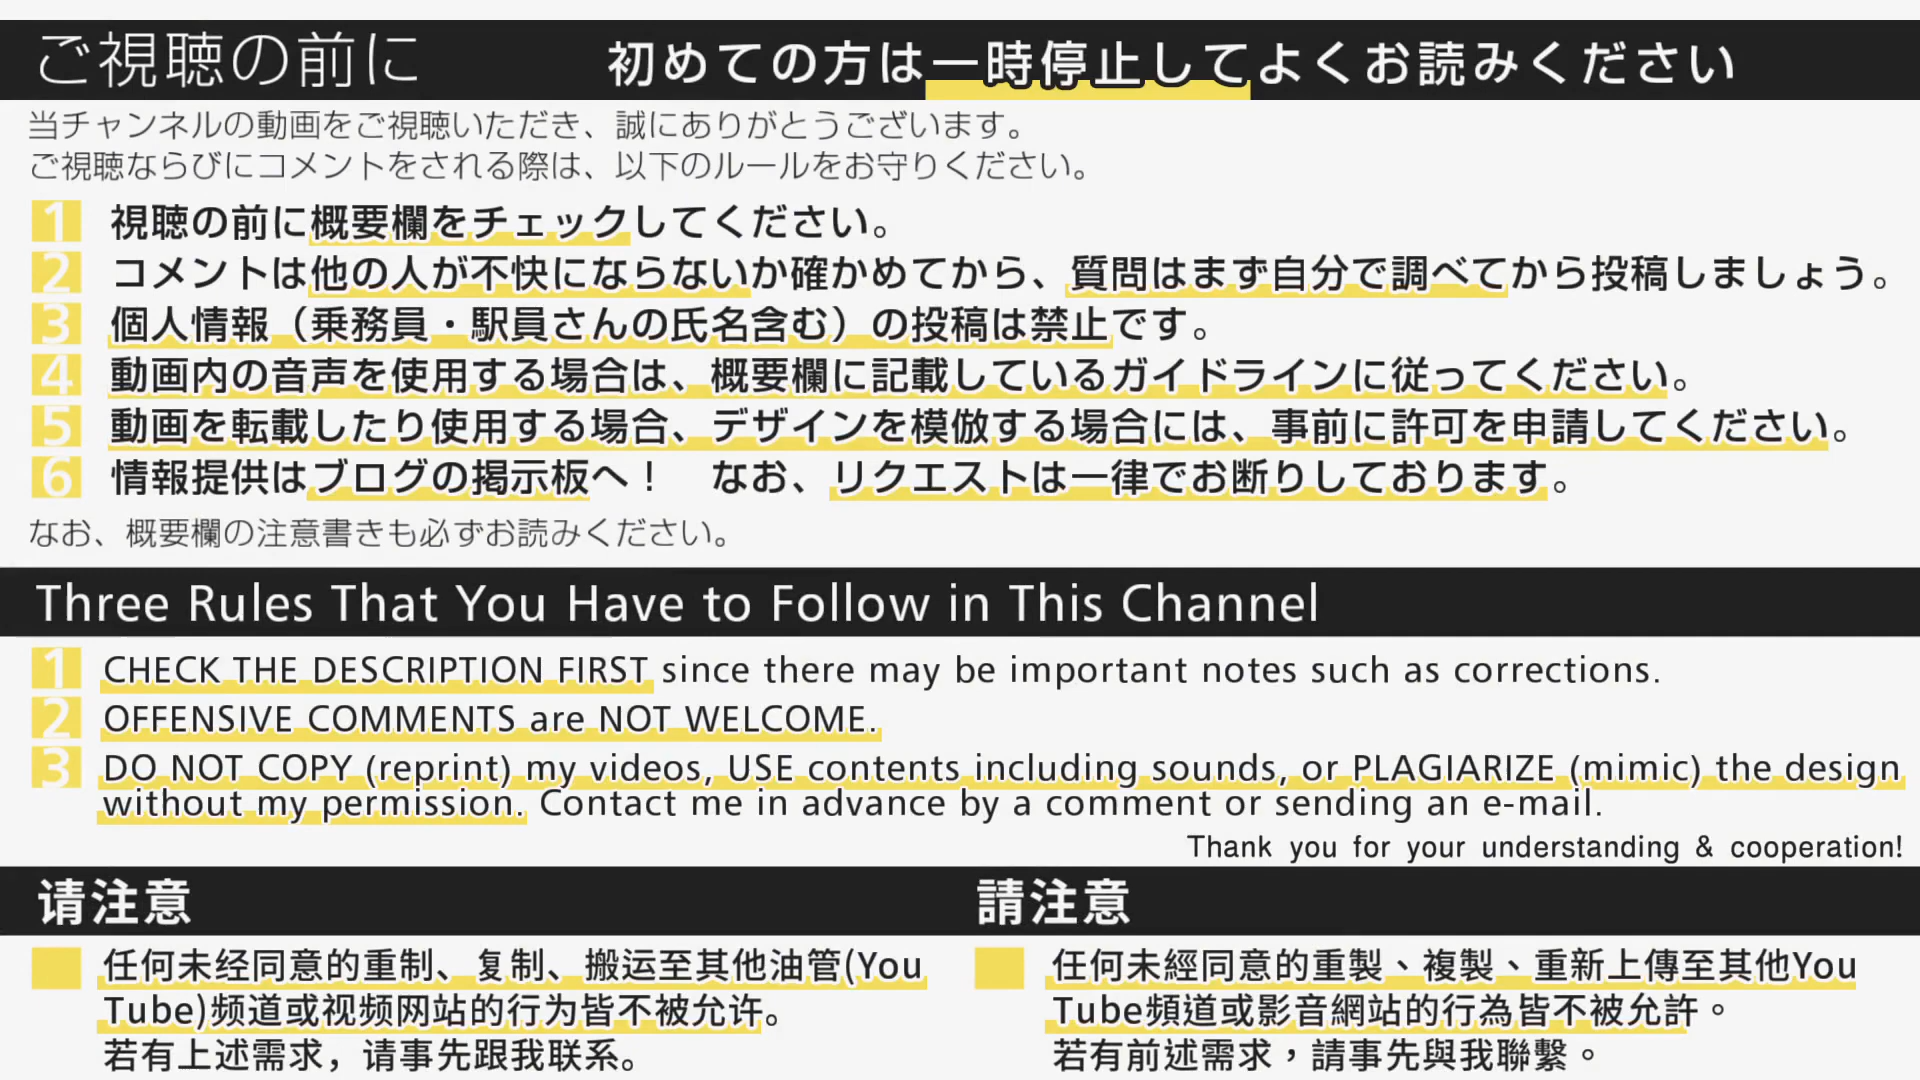 ご視聴の前に 初めての方は一時停止してよくお読みください
当チャンネルの動画をご視聴いただき、誠にありがとうございます。
ご視聴ならびにコメントをされる際は、以下のルールをお守りください。
1 視聴の前に概要欄をチェックしてください。
2 コメントは他の人が不快にならないか確かめてから、質問はまず自分で調べてから投稿しましょう。
3 個人情報（乗務員・駅員さんの氏名含む）の投稿は禁止です。
4 動画内の音声を使用する場合は、概要欄に記載しているガイドラインに従ってください。
5 動画を転載したり使用する場合、デザインを模倣する場合には、事前に許可を申請してください。
6 情報提供はブログの掲示板へ！　なお、リクエストは一律でお断りしております。
なお、概要欄の注意書きも必ずお読みください。
Three Rules That You Have to Follow in This Channel
1 CHECK THE DESCRIPTION FIRST since there may be important notes such as corrections.
2 OFFENSIVE COMMENTS are NOT WELCOME.
3 DO NOT COPY (reprint) my videos, USE contents including sounds, or PLAGIARIZE (mimic) the design
without my permission. Contact me in advance by a comment or sending an e-mail.
Thank you for your understanding & cooperation!
请注意
任何未经同意的重制、复制、搬运至其他油管(You
Tube)频道或视频网站的行为皆不被允许。
若有上述需求，请事先跟我联系。
請注意
任何未經同意的重製、複製、重新上傳至其他You
Tube頻道或影音網站的行為皆不被允許。
若有前述需求，請事先與我聯繫。